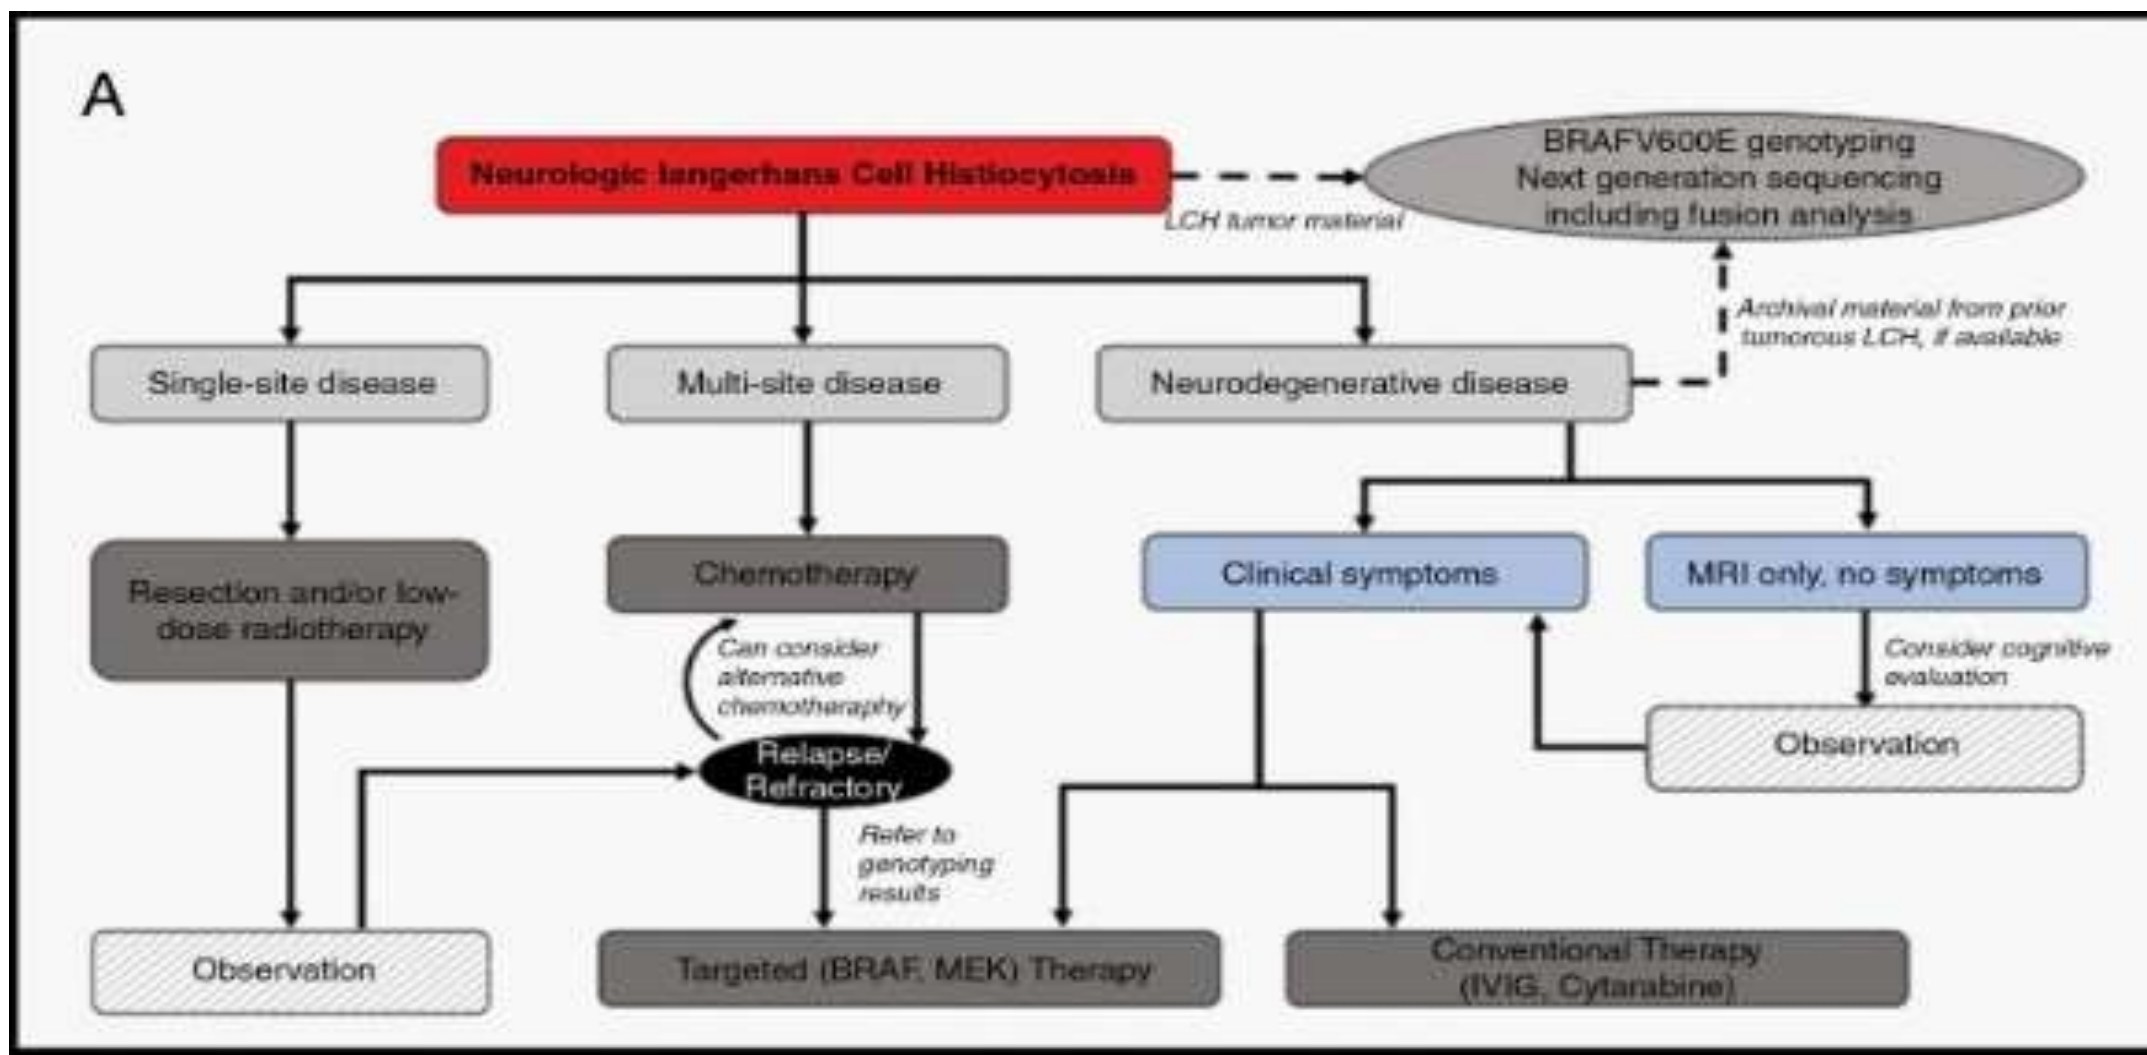 A
Neurologic langerhans Cell Histiocytosis
LCH tumor material
BRAFV600E genotyping
Next generation sequencing
including fusion analysis
Archival material from prior
tumorous LCH, if available
Single-site disease
Multi-site disease
Neurodegenerative disease
Resection and/or low-
dose radiotherapy
Chemotherapy
Clinical symptoms
MRI only, no symptoms
Can consider
alternative
chemotheraphy
Consider cognitive
evaluation
Relapse/
Refractory
Observation
Refer to
genotyping
results
Observation
Targeted (BRAF, MEK) Therapy
Conventional Therapy
(IVIG, Cytarabine)